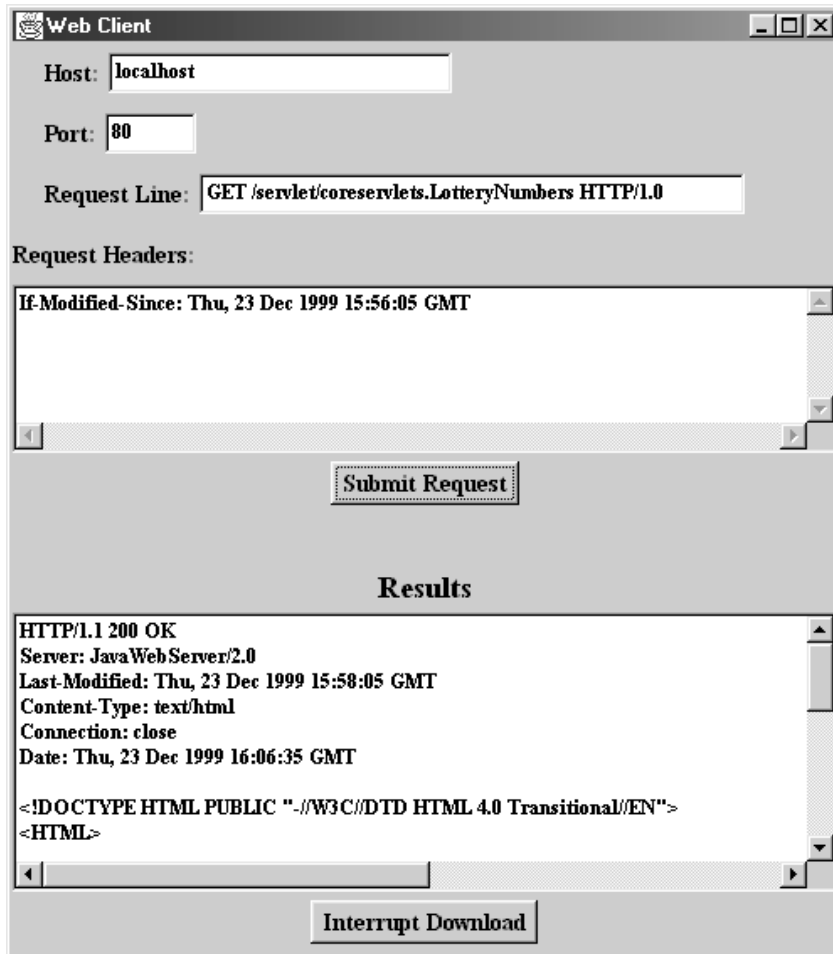 Web Client
Host: localhost
Port: 80
Request Line: GET /servlet/coreservlets.LotteryNumbers HTTP/1.0
Request Headers:
If-Modified-Since: Thu, 23 Dec 1999 15:56:05 GMT
Submit Request
Results
HTTP/1.1 200 OK
Server: JavaWebServer/2.0
Last-Modified: Thu, 23 Dec 1999 15:58:05 GMT
Content-Type: text/html
Connection: close
Date: Thu, 23 Dec 1999 16:06:35 GMT
<!DOCTYPE HTML PUBLIC "-//W3C//DTD HTML 4.0 Transitional//EN">
<HTML>
Interrupt Download